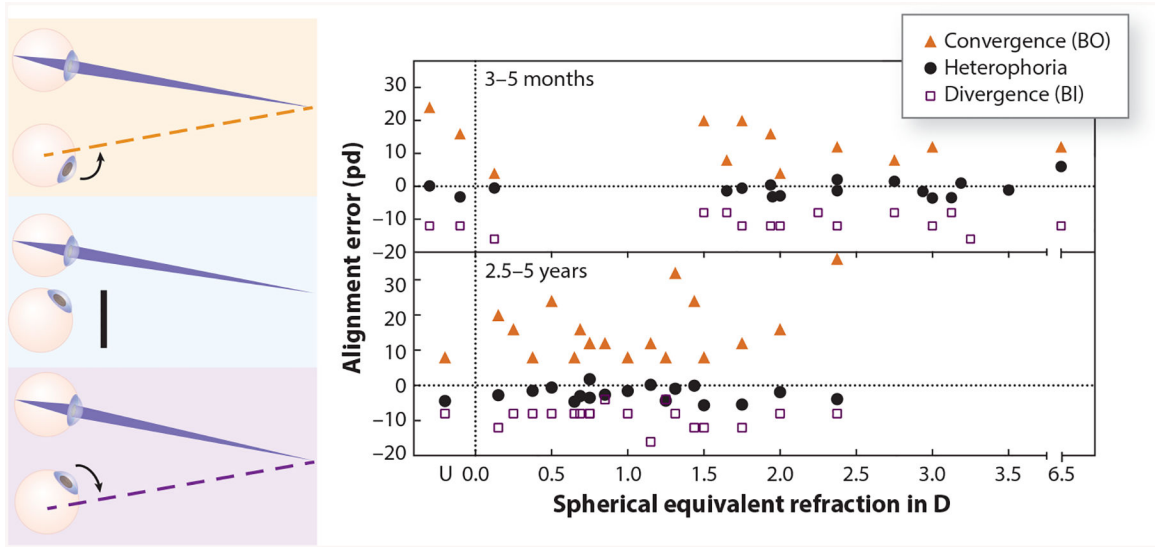 Convergence (BO)
Heterophoria
Divergence (BI)
3–5 months
30
20
10
0
–10
–20
2.5–5 years
30
20
10
0
–10
–20
Alignment error (pd)
U 0.0 0.5 1.0 1.5 2.0 2.5 3.0 3.5 6.5
Spherical equivalent refraction in D